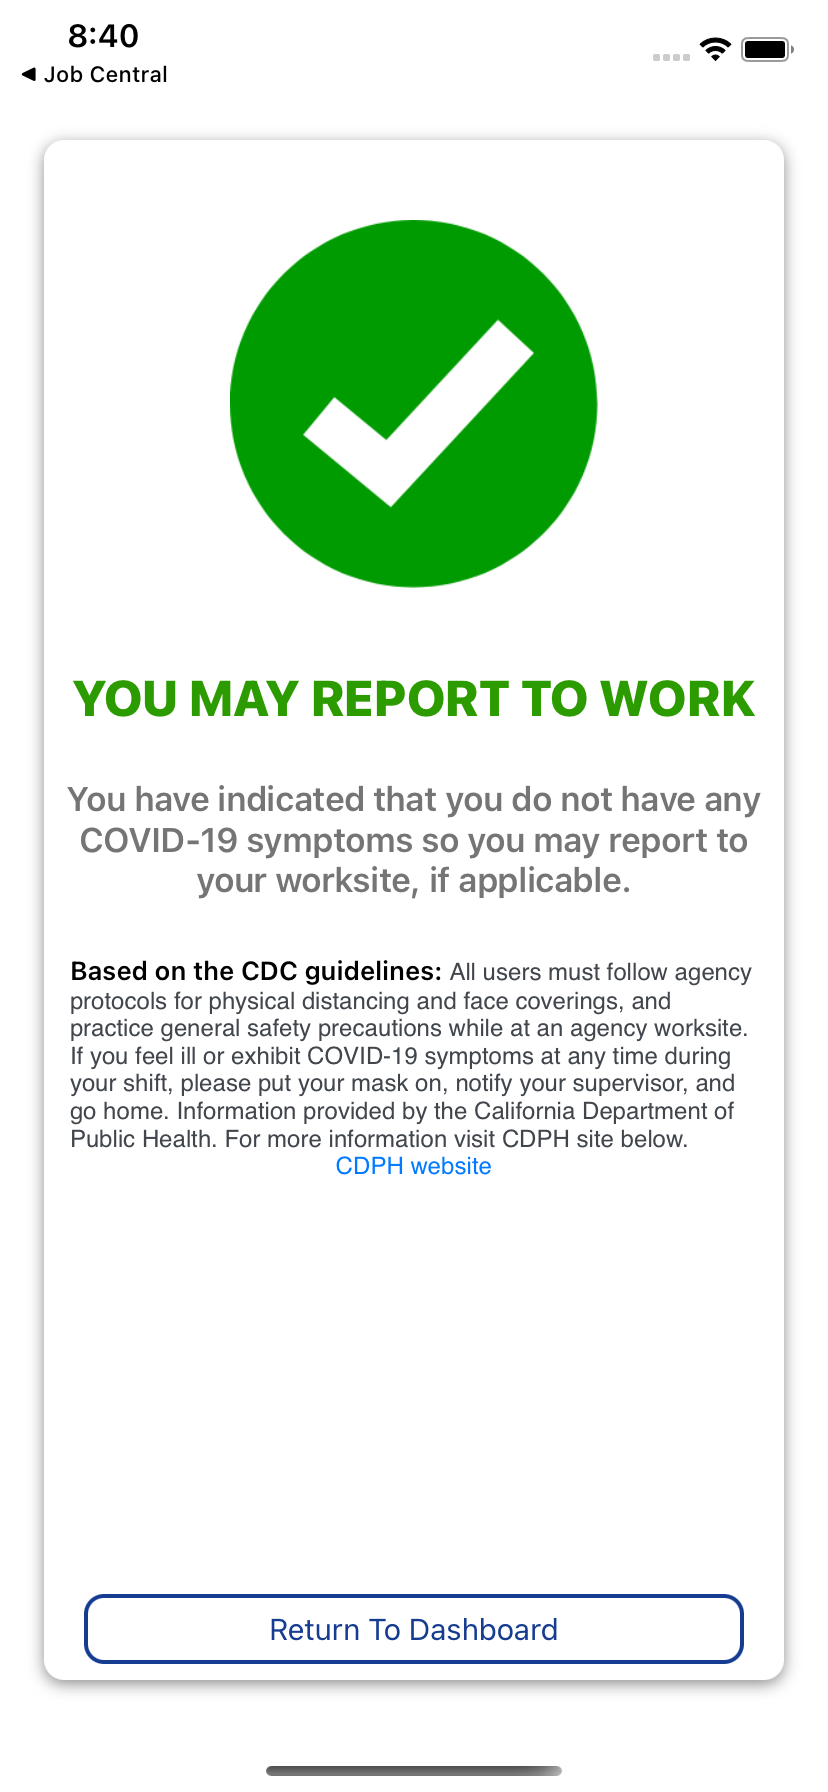 8:40
◀ Job Central
YOU MAY REPORT TO WORK
You have indicated that you do not have any
COVID-19 symptoms so you may report to
your worksite, if applicable.
Based on the CDC guidelines: All users must follow agency
protocols for physical distancing and face coverings, and
practice general safety precautions while at an agency worksite.
If you feel ill or exhibit COVID-19 symptoms at any time during
your shift, please put your mask on, notify your supervisor, and
go home. Information provided by the California Department of
Public Health. For more information visit CDPH site below.
CDPH website
Return To Dashboard